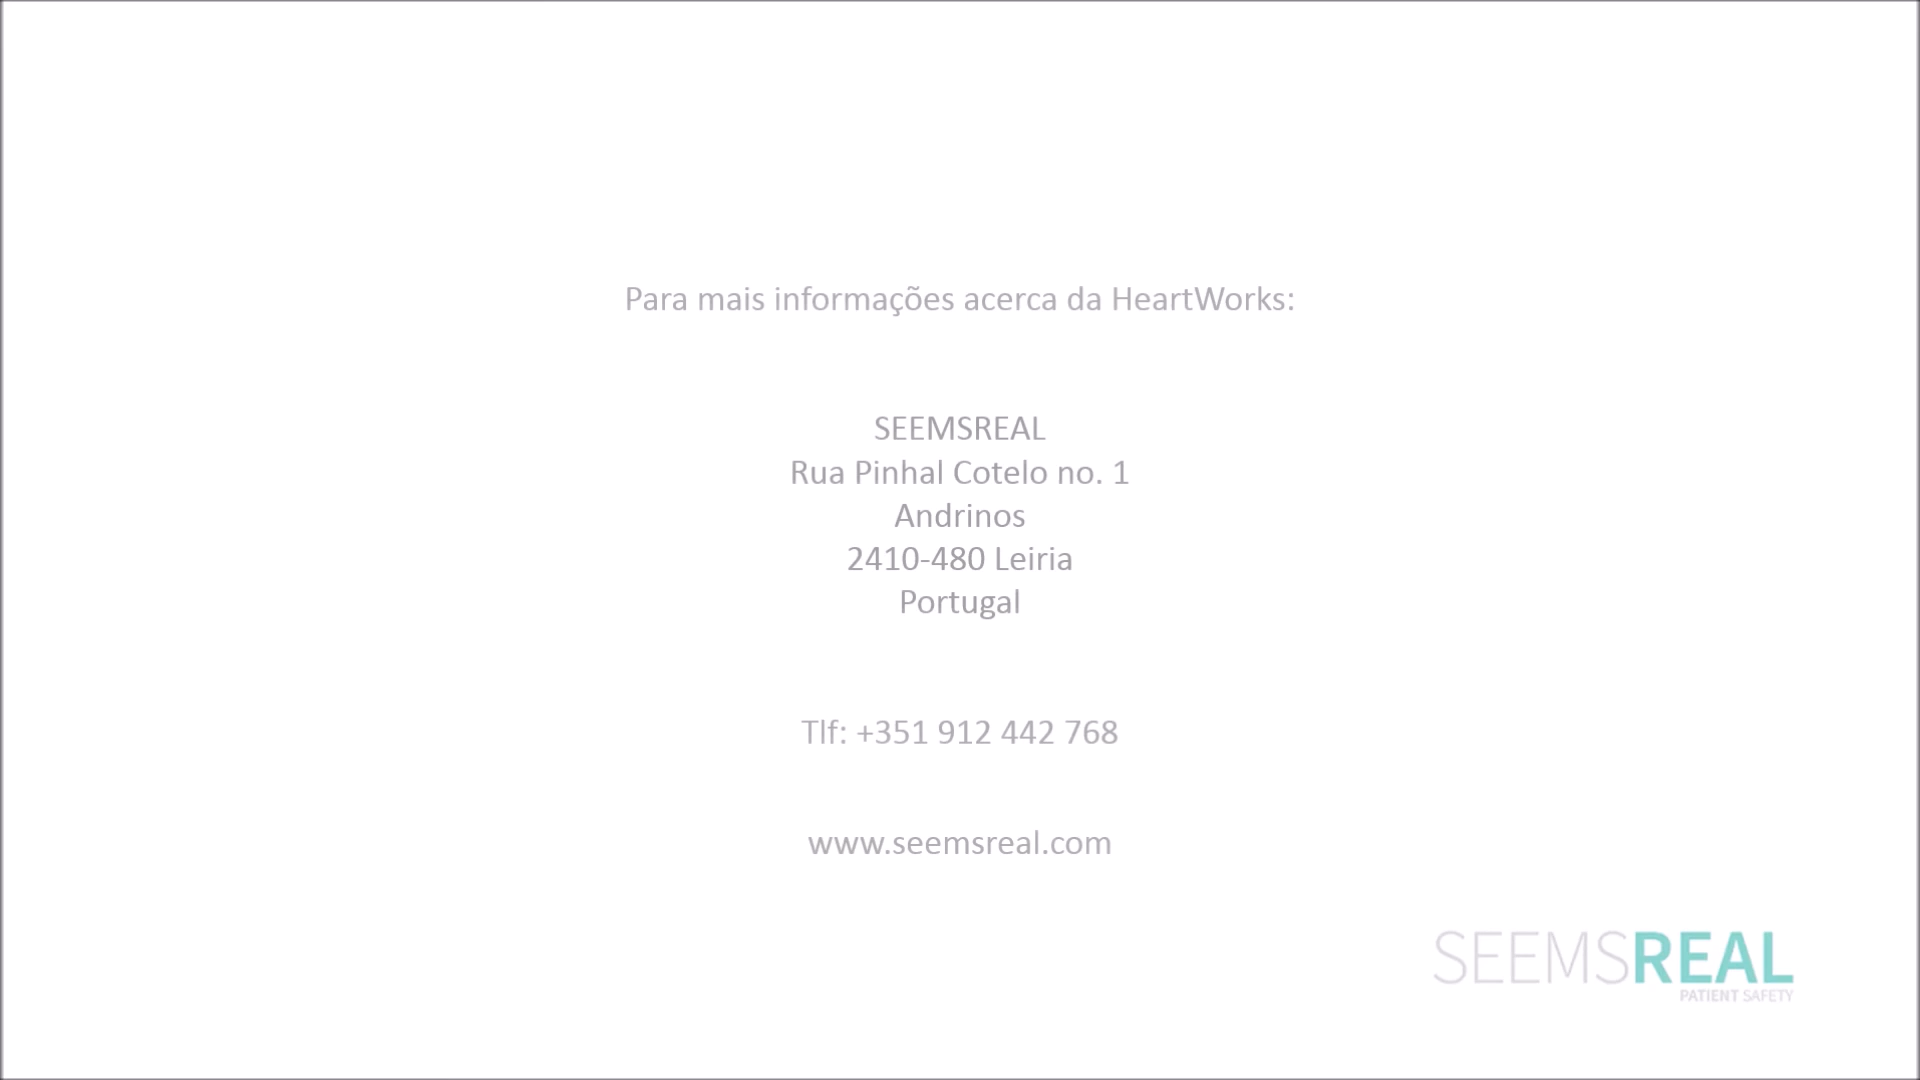 Para mais informações acerca da HeartWorks:
SEEMSREAL
Rua Pinhal Cotelo no. 1
Andrinos
2410-480 Leiria
Portugal
Tlf: +351 912 442 768
www.seemsreal.com
SEEMSREAL
PATIENT SAFETY